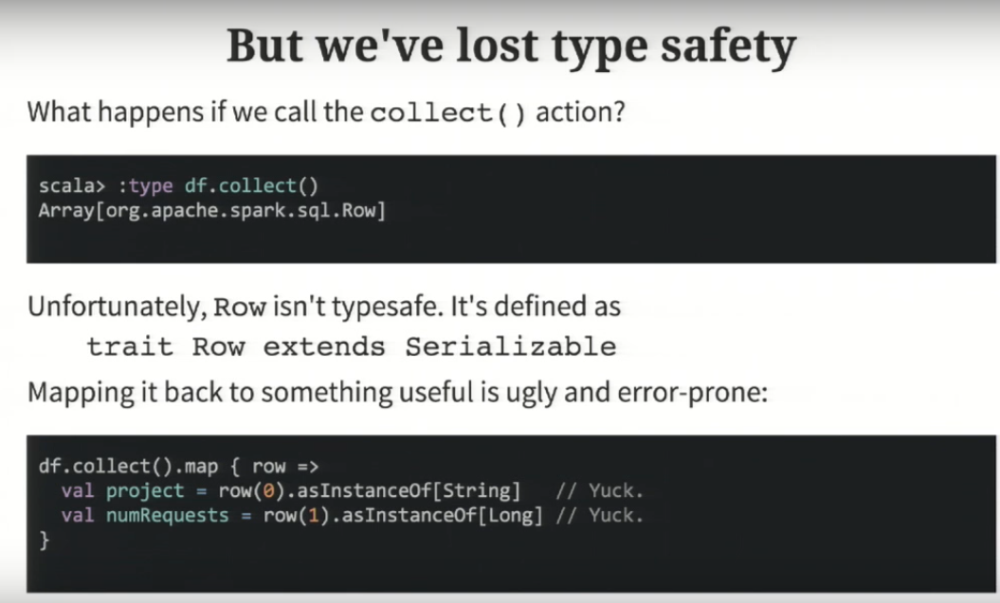 But we've lost type safety
What happens if we call the collect() action?
scala> :type df.collect()
Array[org.apache.spark.sql.Row]
Unfortunately, Row isn't typesafe. It's defined as
trait Row extends Serializable
Mapping it back to something useful is ugly and error-prone:
df.collect().map { row =>
  val project = row(0).asInstanceOf[String]   // Yuck.
  val numRequests = row(1).asInstanceOf[Long] // Yuck.
}